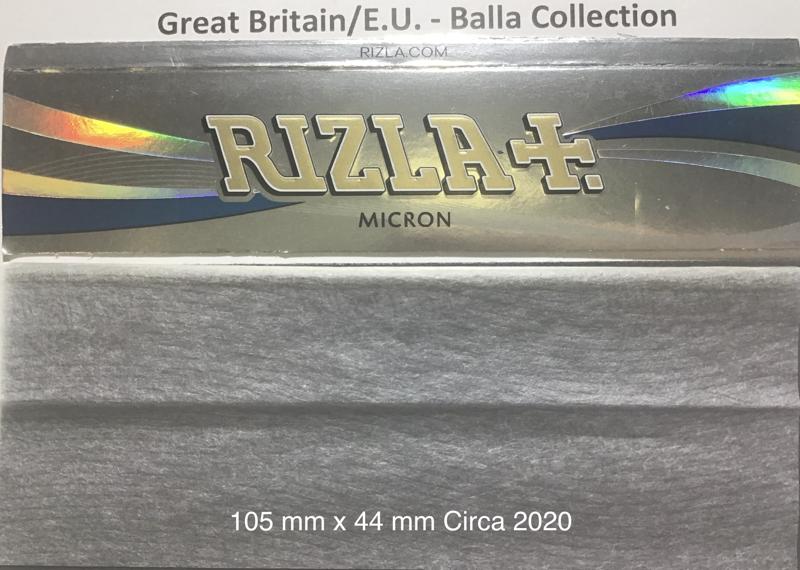 Great Britain/E.U. - Balla Collection
RIZLA.COM
RIZLA+.
MICRON
105 mm x 44 mm Circa 2020